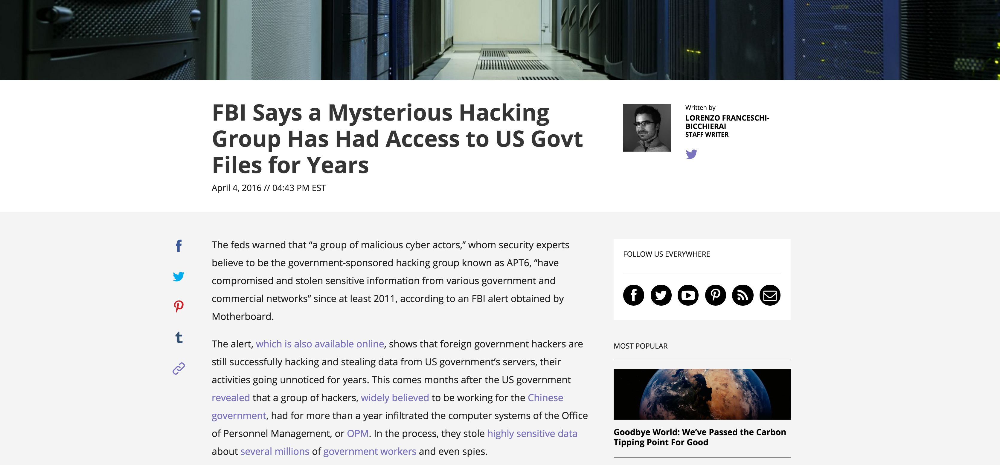 FBI Says a Mysterious Hacking
Group Has Had Access to US Govt
Files for Years
April 4, 2016 // 04:43 PM EST
Written by
LORENZO FRANCESCHI-
BICCHIERAI
STAFF WRITER
The feds warned that “a group of malicious cyber actors,” whom security experts
believe to be the government-sponsored hacking group known as APT6, “have
compromised and stolen sensitive information from various government and
commercial networks” since at least 2011, according to an FBI alert obtained by
Motherboard.
The alert, which is also available online, shows that foreign government hackers are
still successfully hacking and stealing data from US government’s servers, their
activities going unnoticed for years. This comes months after the US government
revealed that a group of hackers, widely believed to be working for the Chinese
government, had for more than a year infiltrated the computer systems of the Office
of Personnel Management, or OPM. In the process, they stole highly sensitive data
about several millions of government workers and even spies.
FOLLOW US EVERYWHERE
MOST POPULAR
Goodbye World: We’ve Passed the Carbon
Tipping Point For Good